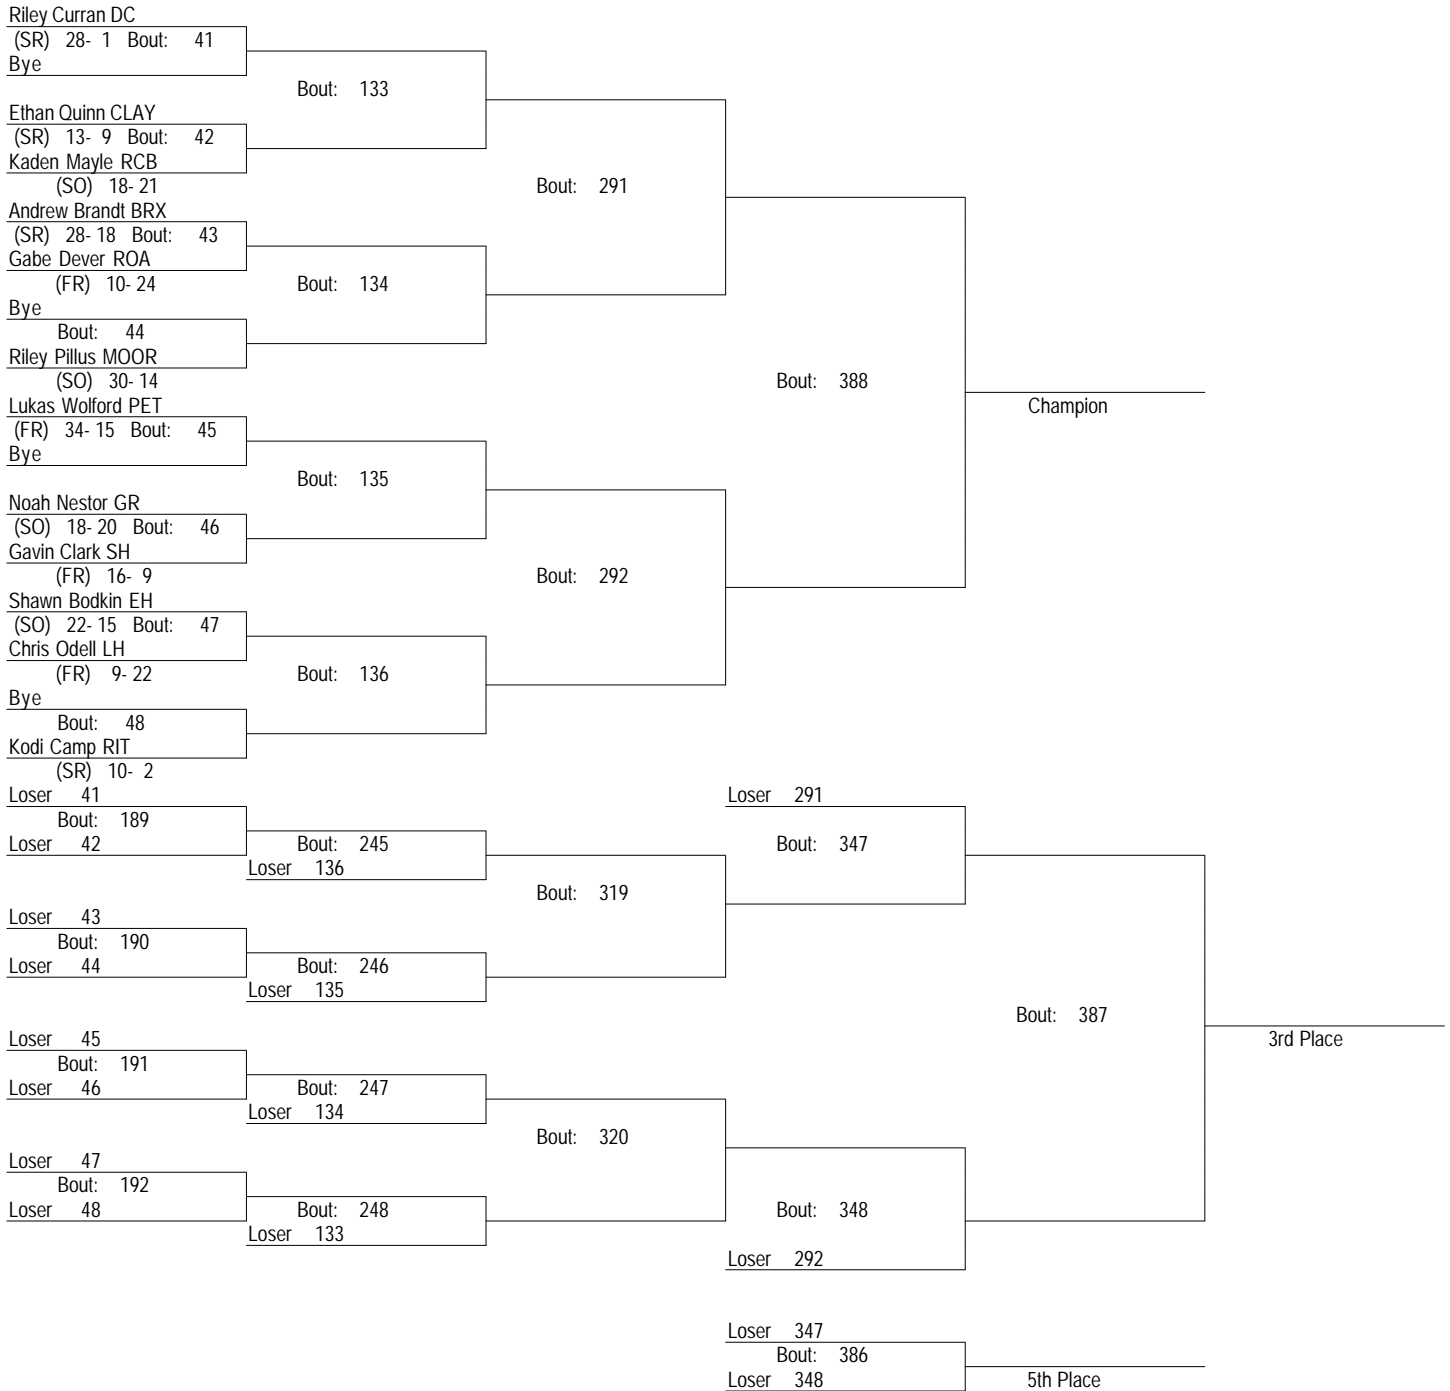 Riley Curran DC
(SR) 28- 1 Bout: 41
Bye
Bout: 133
Ethan Quinn CLAY
(SR) 13- 9 Bout: 42
Kaden Mayle RCB
(SO) 18- 21
Bout: 291
Andrew Brandt BRX
(SR) 28- 18 Bout: 43
Gabe Dever ROA
(FR) 10- 24
Bout: 134
Bye
Bout: 44
Riley Pillus MOOR
(SO) 30- 14
Bout: 388
Lukas Wolford PET
Champion
(FR) 34- 15 Bout: 45
Bye
Bout: 135
Noah Nestor GR
(SO) 18- 20 Bout: 46
Gavin Clark SH
(FR) 16- 9
Bout: 292
Shawn Bodkin EH
(SO) 22- 15 Bout: 47
Chris Odell LH
(FR) 9- 22
Bout: 136
Bye
Bout: 48
Kodi Camp RIT
(SR) 10- 2
Loser 41
Loser 291
Bout: 189
Loser 42
Bout: 245
Bout: 347
Loser 136
Bout: 319
Loser 43
Bout: 190
Loser 44
Bout: 246
Loser 135
Bout: 387
Loser 45
3rd Place
Bout: 191
Loser 46
Bout: 247
Loser 134
Bout: 320
Loser 47
Bout: 192
Loser 48
Bout: 248
Bout: 348
Loser 133
Loser 292
Loser 347
Bout: 386
Loser 348
5th Place